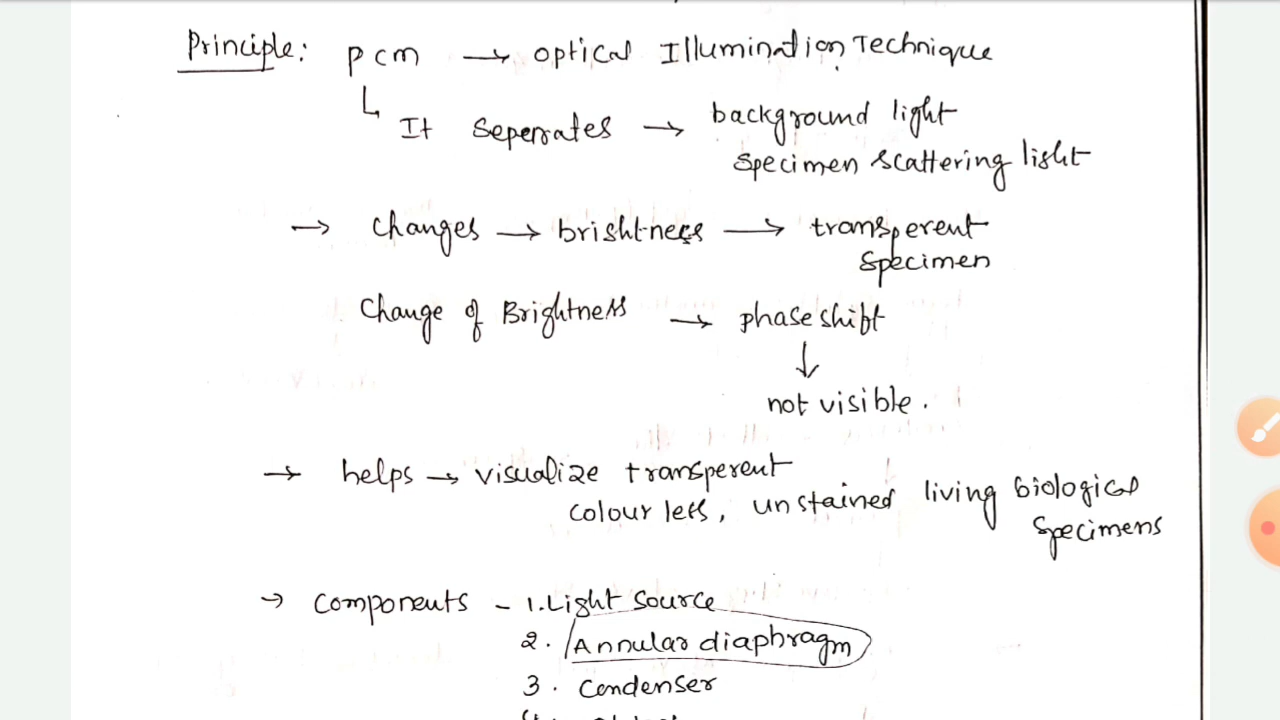 Principle: pcm → optical Illumination Technique
It Seperates → background light
specimen scattering light
→ Changes → brightness → transperent
specimen
Change of Brightness → phase shift
↓
not visible.
→ helps → visualize transperent
colour less, unstained living biological
specimens
→ components - 1. Light source
2. Annular diaphragm
3. Condenser